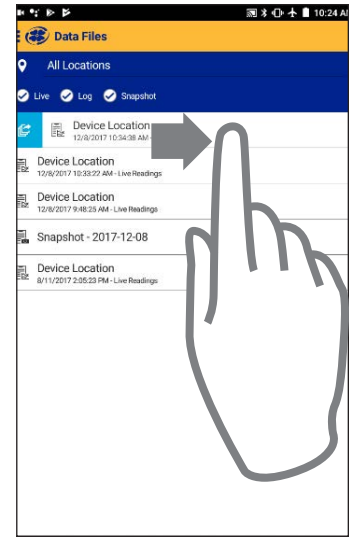 10:24 AM
Data Files
All Locations
Live Log Snapshot
Device Location
12/8/2017 10:34:38 AM -
Device Location
12/8/2017 10:33:22 AM - Live Readings
Device Location
12/8/2017 9:48:25 AM - Live Readings
Snapshot - 2017-12-08
Device Location
8/11/2017 2:05:23 PM - Live Readings